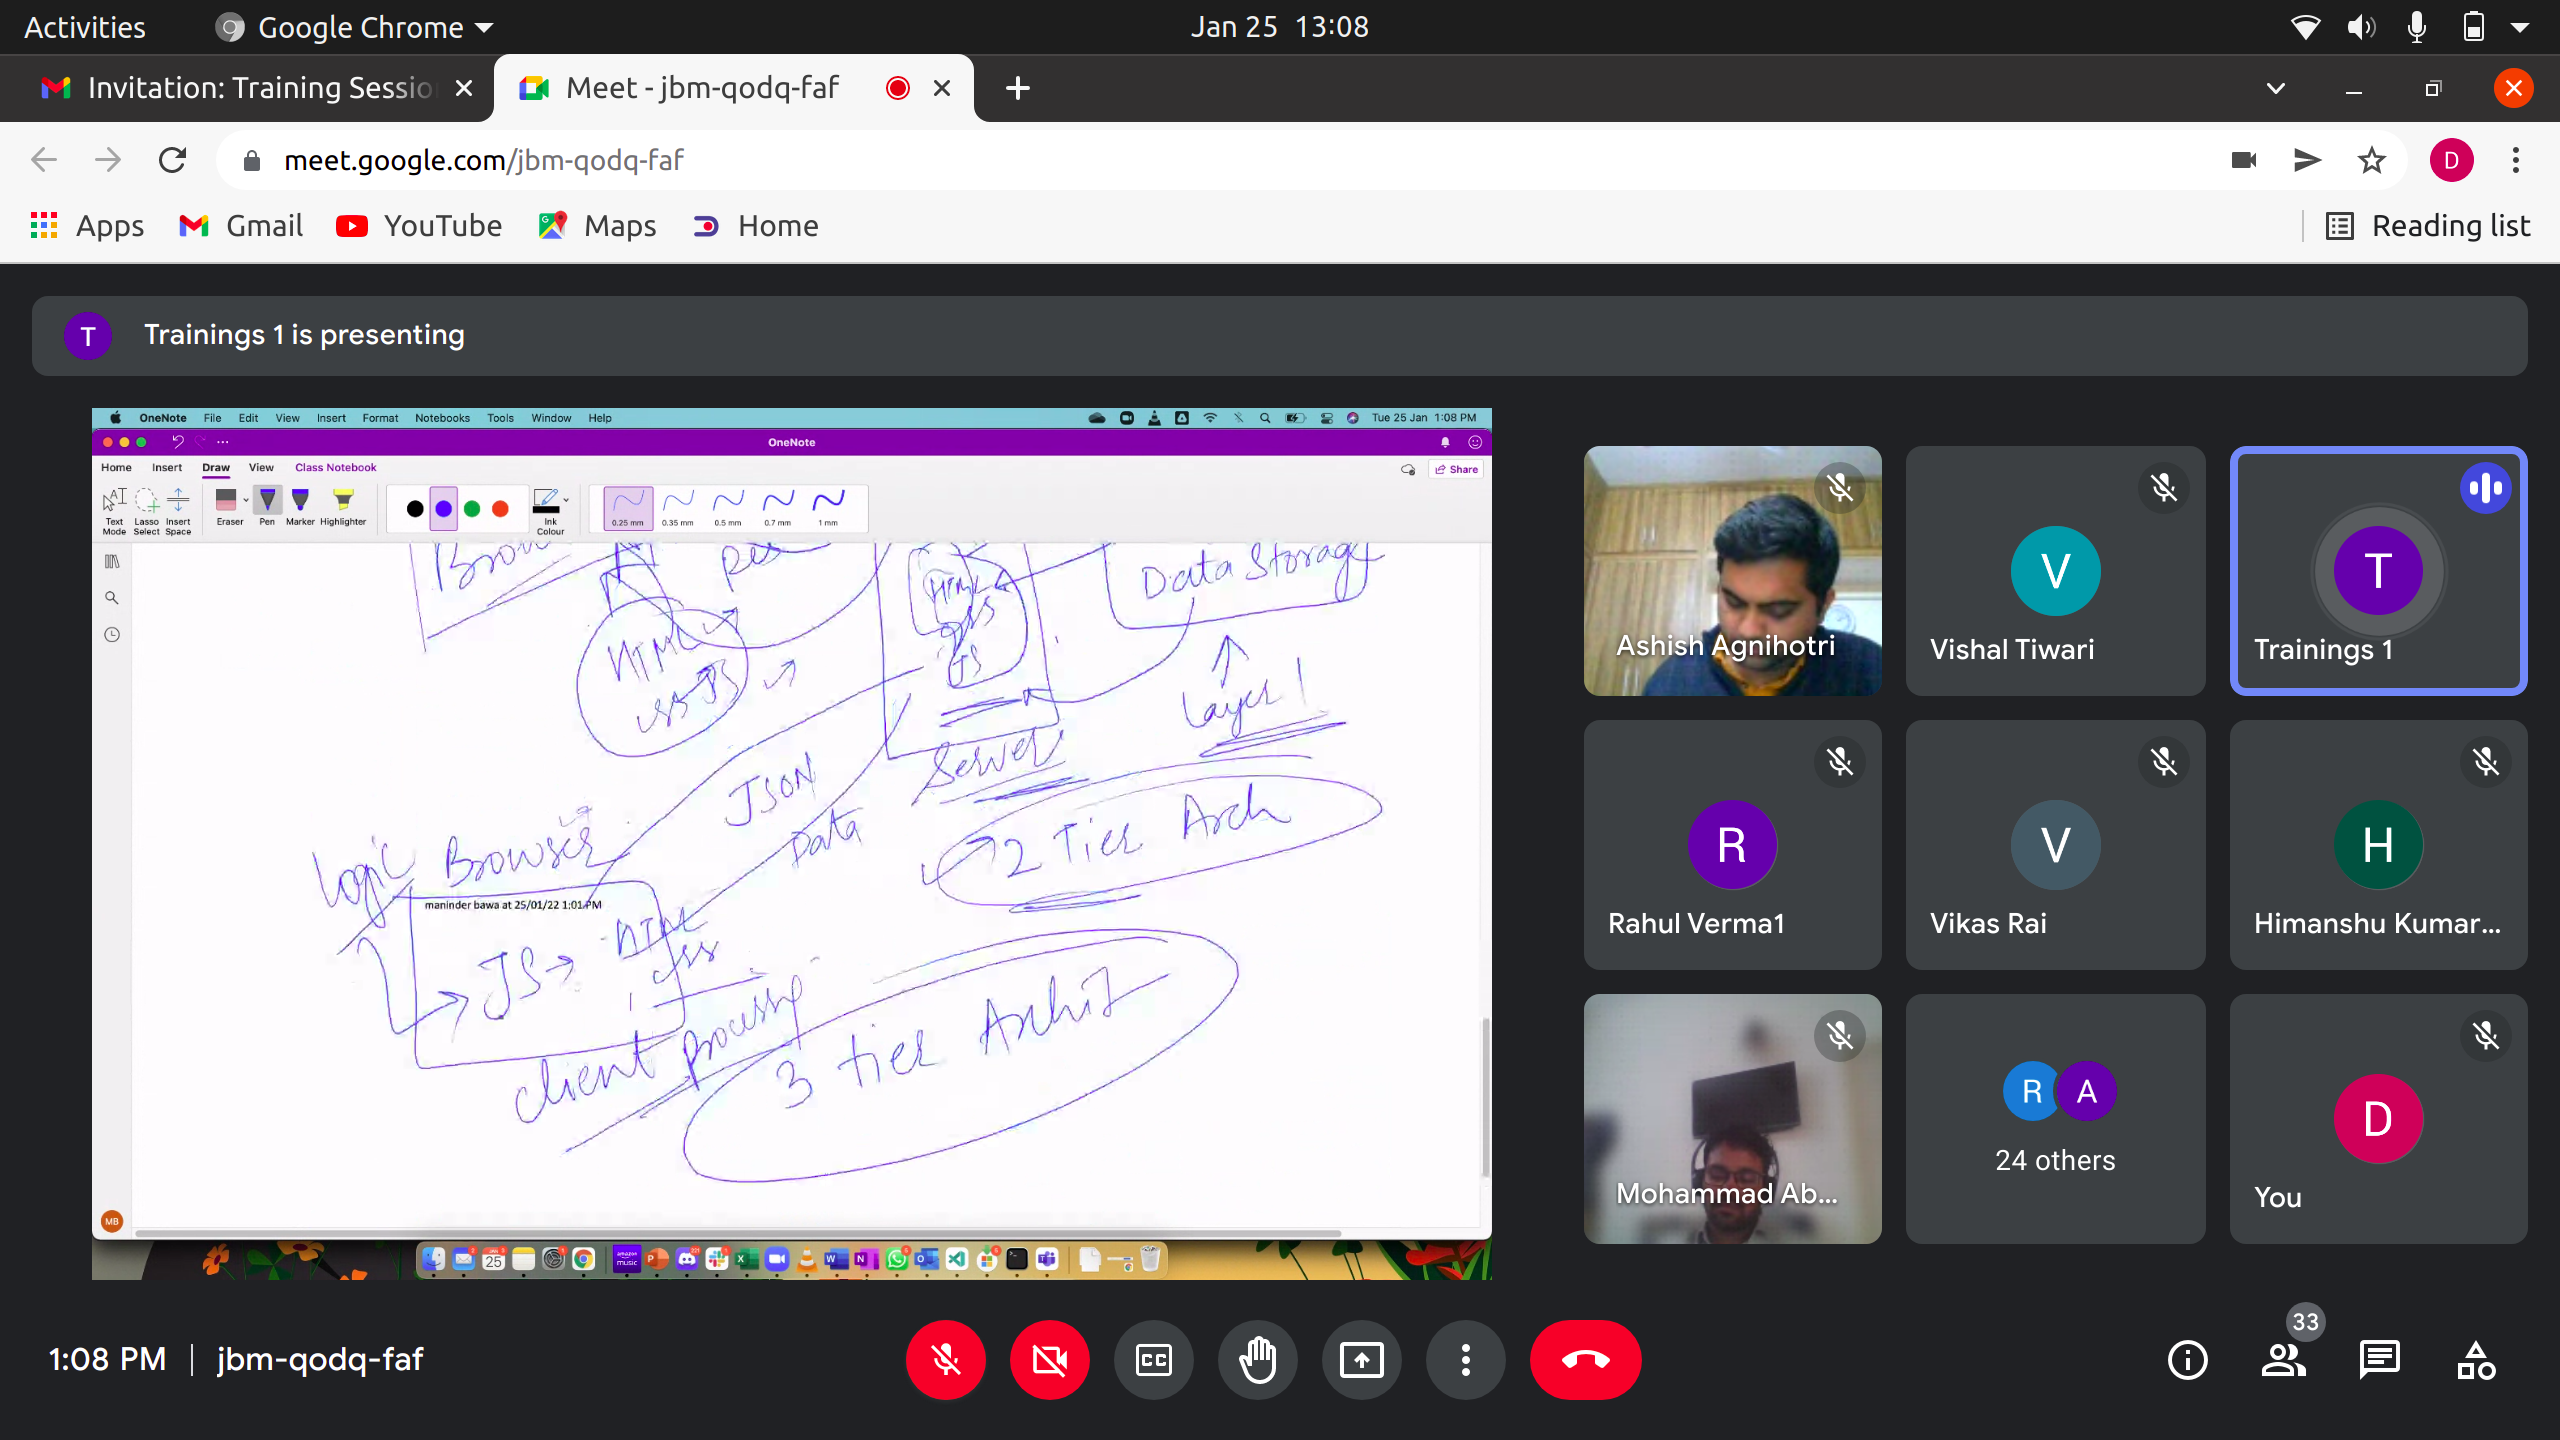 Activities
Google Chrome
Jan 25 13:08
Invitation: Training Sessio
Meet - jbm-qodq-faf
meet.google.com/jbm-qodq-faf
D
Apps
Gmail
YouTube
Maps
Home
Reading list
T
Trainings 1 is presenting
OneNote File Edit View Insert Format Notebooks Tools Window Help
Tue 25 Jan 1:08 PM
OneNote
Home Insert Draw View Class Notebook
Share
Text Mode
Lasso Select
Insert Space
Eraser
Pen
Marker
Highlighter
Ink Colour
0.25 mm
0.35 mm
0.5 mm
0.7 mm
1 mm
Data Storage
HTML
JS
HTML
css JS
Layer 1
Server
JSON
Data
2 Tier Arch
Logic
Browser
maninder bawa at 25/01/22 1:01 PM
JS
HTML
css
client
3 tier Archit
MB
Ashish Agnihotri
V
Vishal Tiwari
T
Trainings 1
R
Rahul Verma1
V
Vikas Rai
H
Himanshu Kumar...
Mohammad Ab...
R A
24 others
D
You
1:08 PM | jbm-qodq-faf
33